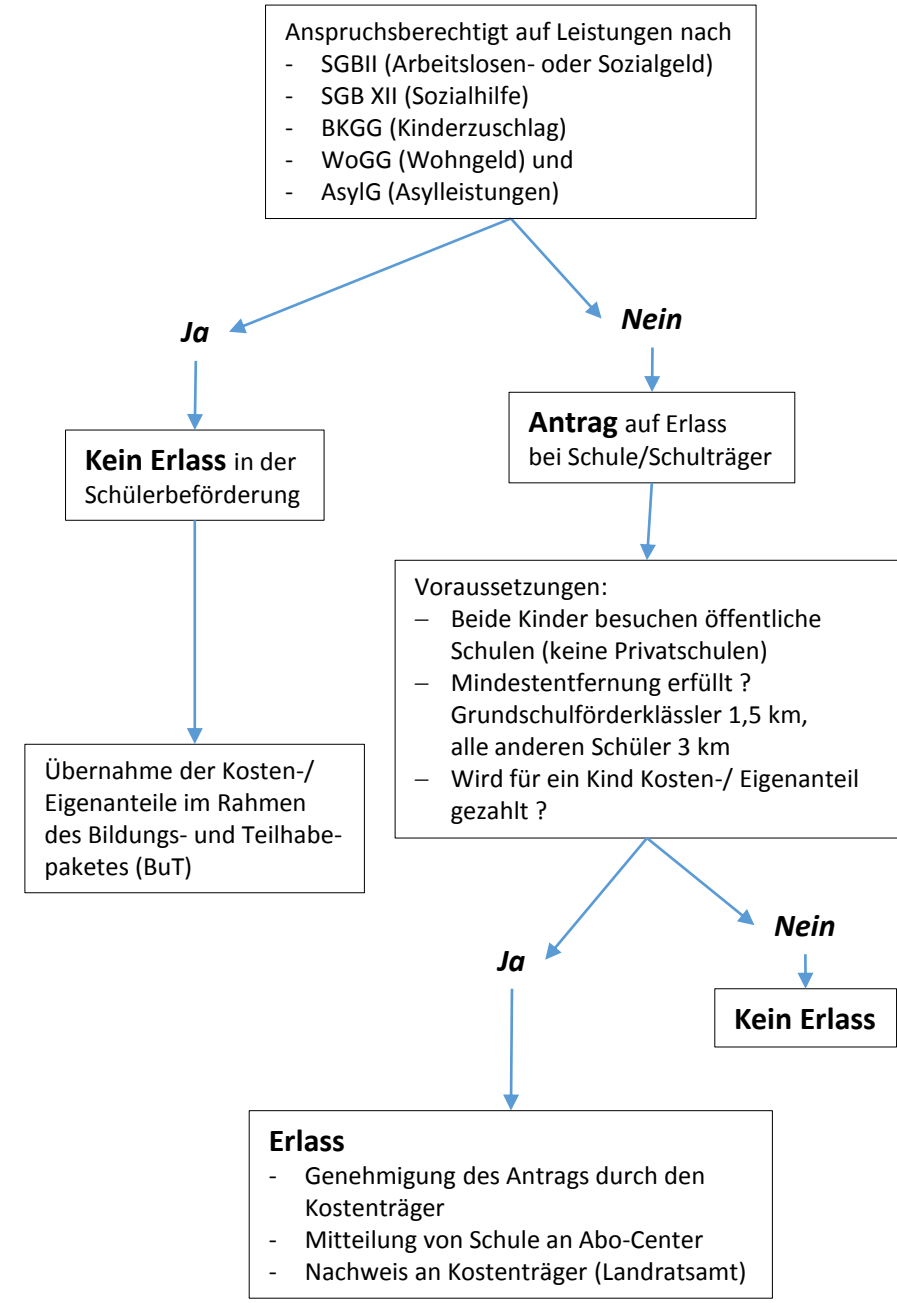 Anspruchsberechtigt auf Leistungen nach
- SGBII (Arbeitslosen- oder Sozialgeld)
- SGB XII (Sozialhilfe)
- BKGG (Kinderzuschlag)
- WoGG (Wohngeld) und
- AsylG (Asylleistungen)
Ja
Nein
Kein Erlass in der
Schülerbeförderung
Antrag auf Erlass
bei Schule/Schulträger
Übernahme der Kosten-/
Eigenanteile im Rahmen
des Bildungs- und Teilhabe-
paketes (BuT)
Voraussetzungen:
– Beide Kinder besuchen öffentliche
Schulen (keine Privatschulen)
– Mindestentfernung erfüllt ?
Grundschulförderklässler 1,5 km,
alle anderen Schüler 3 km
– Wird für ein Kind Kosten-/ Eigenanteil
gezahlt ?
Ja
Nein
Kein Erlass
Erlass
- Genehmigung des Antrags durch den
Kostenträger
- Mitteilung von Schule an Abo-Center
- Nachweis an Kostenträger (Landratsamt)